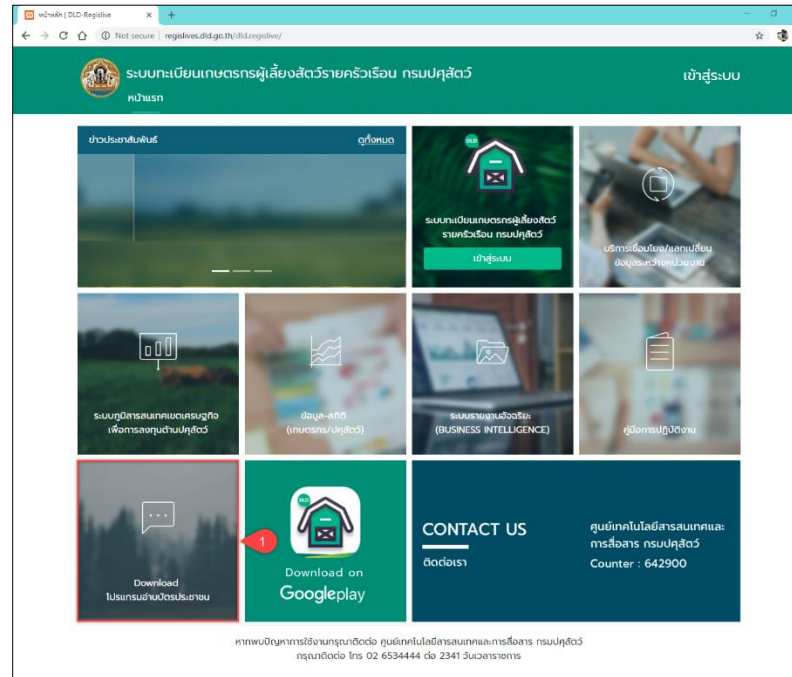 หน้าหลัก | DLD-Regislive
Not secure | regislives.dld.go.th/dld.regislive/
ระบบทะเบียนเกษตรกรผู้เลี้ยงสัตว์รายครัวเรือน กรมปศุสัตว์
เข้าสู่ระบบ
หน้าแรก
ข่าวประชาสัมพันธ์
ดูทั้งหมด
DLD
ระบบทะเบียนเกษตรกรผู้เลี้ยงสัตว์
รายครัวเรือน กรมปศุสัตว์
เข้าสู่ระบบ
บริการเชื่อมโยง/แลกเปลี่ยน
ข้อมูลระหว่างหน่วยงาน
ระบบภูมิสารสนเทศเขตเศรษฐกิจ
เพื่อการลงทุนด้านปศุสัตว์
ข้อมูล-สถิติ
(เกษตรกร/ปศุสัตว์)
ระบบรายงานอัจฉริยะ
(BUSINESS INTELLIGENCE)
คู่มือการปฏิบัติงาน
Download
โปรแกรมอ่านบัตรประชาชน
1
DLD
Download on
Googleplay
CONTACT US
ติดต่อเรา
ศูนย์เทคโนโลยีสารสนเทศและ
การสื่อสาร กรมปศุสัตว์
Counter : 642900
หากพบปัญหาการใช้งานกรุณาติดต่อ ศูนย์เทคโนโลยีสารสนเทศและการสื่อสาร กรมปศุสัตว์
กรุณาติดต่อ โทร 02 6534444 ต่อ 2341 วันเวลาราชการ